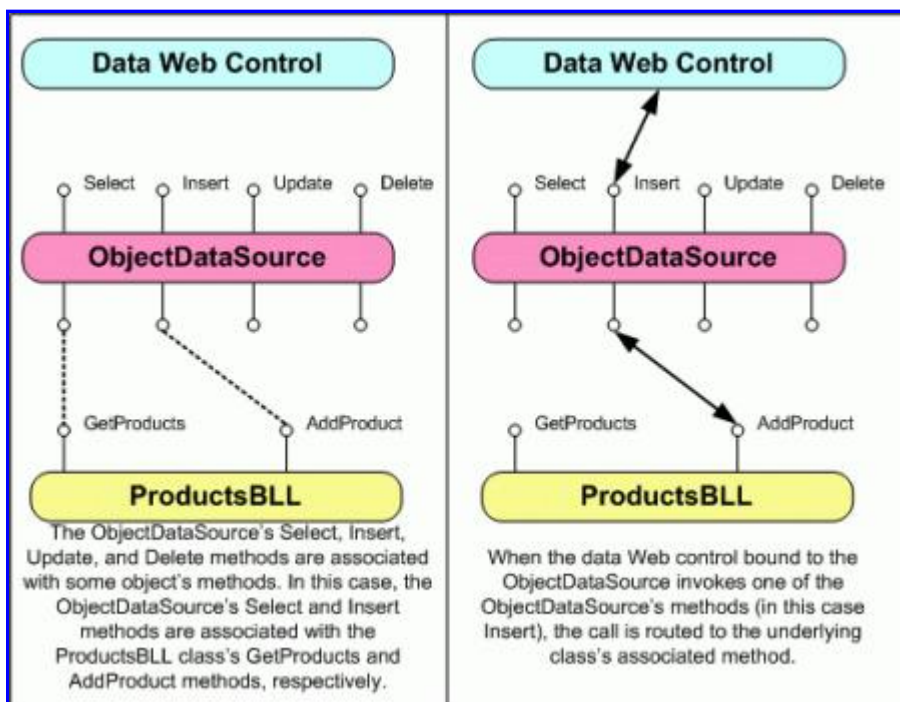 Data Web Control
Select Insert Update Delete
ObjectDataSource
GetProducts AddProduct
ProductsBLL
The ObjectDataSource's Select, Insert,
Update, and Delete methods are associated
with some object's methods. In this case, the
ObjectDataSource's Select and Insert
methods are associated with the
ProductsBLL class's GetProducts and
AddProduct methods, respectively.
Data Web Control
Select Insert Update Delete
ObjectDataSource
GetProducts AddProduct
ProductsBLL
When the data Web control bound to the
ObjectDataSource invokes one of the
ObjectDataSource's methods (in this case
Insert), the call is routed to the underlying
class's associated method.